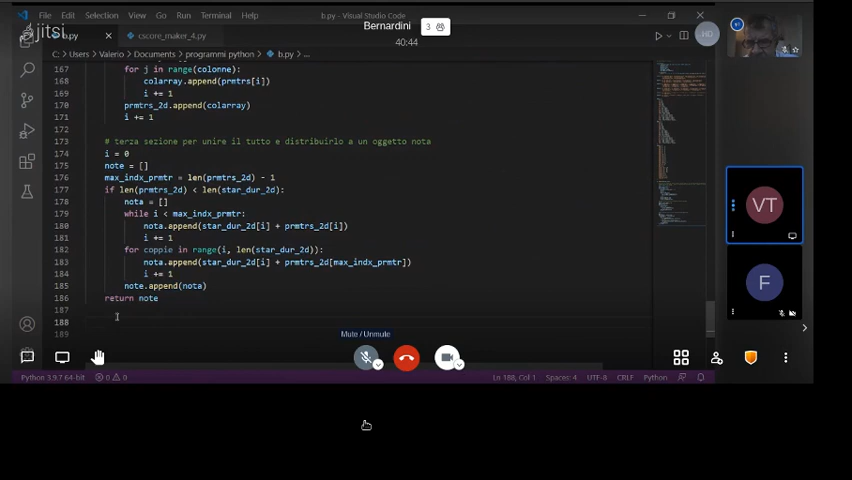 File Edit Selection View Go Run Terminal Help
b.py - Visual Studio Code
jitsi
b.py
cscore_maker_4.py
Bernardini
3
40:44
HD
C: > Users > Valerio > Documents > programmi python > b.py > ...
167 for j in range(colonne):
168 colarray.append(prmtrs[i])
169 i += 1
170 prmtrs_2d.append(colarray)
171 i += 1
172
173 # terza sezione per unire il tutto e distribuirlo a un oggetto nota
174 i = 0
175 note = []
176 max_indx_prmtr = len(prmtrs_2d) - 1
177 if len(prmtrs_2d) < len(star_dur_2d):
178 nota = []
179 while i < max_indx_prmtr:
180 nota.append(star_dur_2d[i] + prmtrs_2d[i])
181 i += 1
182 for coppie in range(i, len(star_dur_2d)):
183 nota.append(star_dur_2d[i] + prmtrs_2d[max_indx_prmtr])
184 i += 1
185 note.append(nota)
186 return note
187
188
189
VT
F
Mute / Unmute
Python 3.9.7 64-bit
0
0
Ln 188, Col 1
Spaces: 4
UTF-8
CRLF
Python